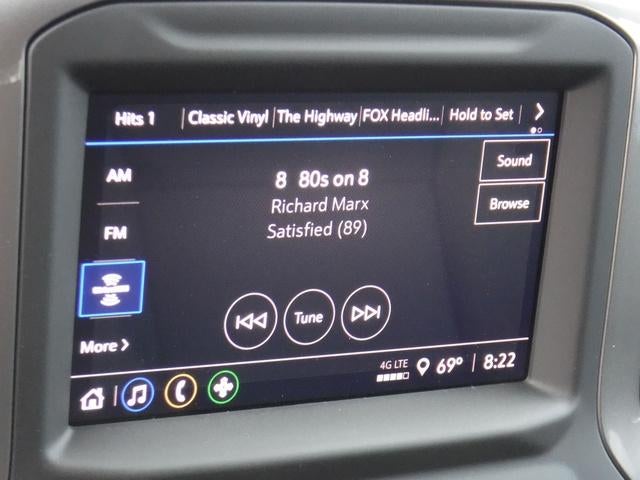 Hits 1 Classic Vinyl The Highway FOX Headli... Hold to Set
Sound
AM
8 80s on 8
Richard Marx
Browse
Satisfied (89)
FM
Tune
More
4G LTE
69° 8:22